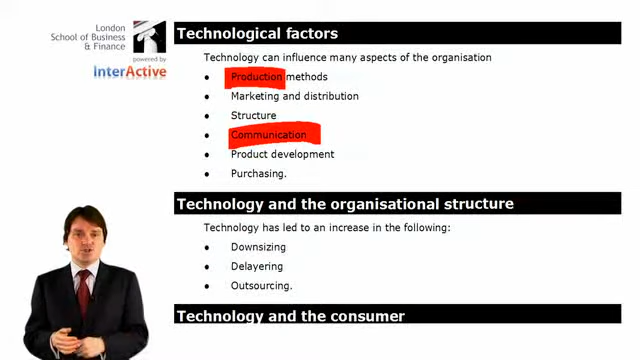 London
School of Business
& Finance
powered by
InterActive
Technological factors
Technology can influence many aspects of the organisation
● Production methods
● Marketing and distribution
● Structure
● Communication
● Product development
● Purchasing.
Technology and the organisational structure
Technology has led to an increase in the following:
● Downsizing
● Delayering
● Outsourcing.
Technology and the consumer